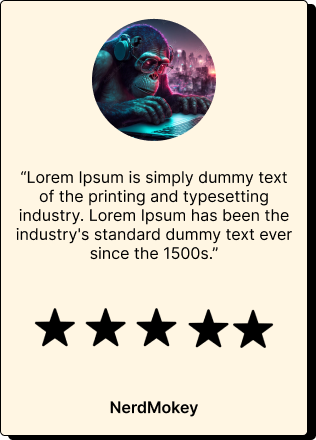 “Lorem Ipsum is simply dummy text
of the printing and typesetting
industry. Lorem Ipsum has been the
industry's standard dummy text ever
since the 1500s.”
NerdMokey